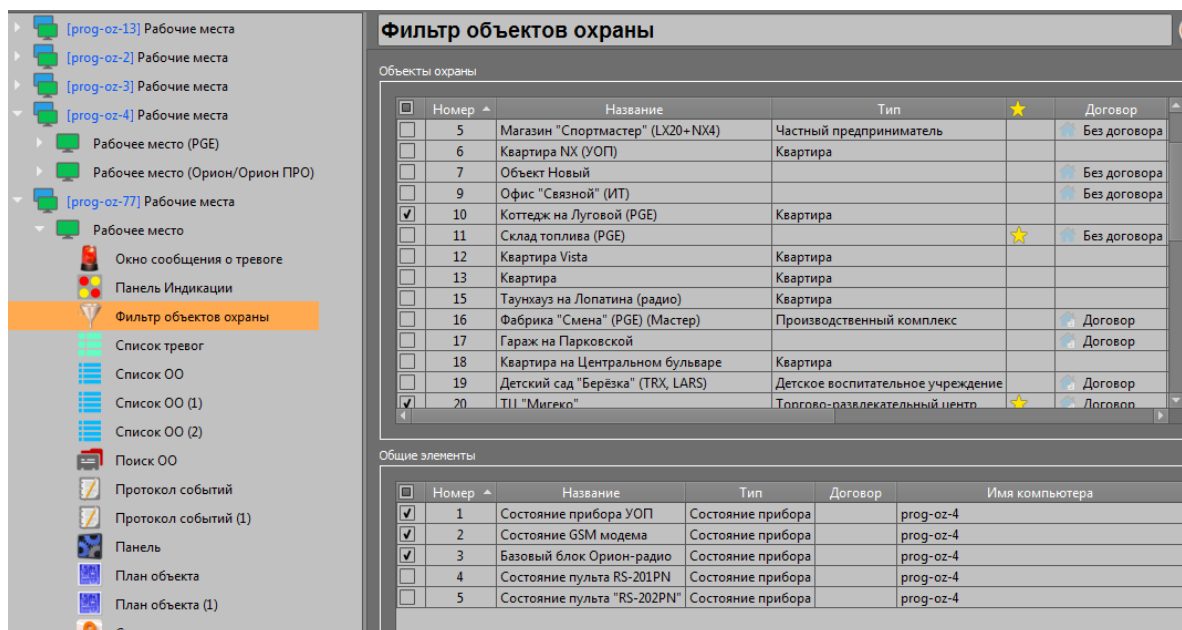 [prog-oz-13] Рабочие места
[prog-oz-2] Рабочие места
[prog-oz-3] Рабочие места
[prog-oz-4] Рабочие места
Рабочее место (PGE)
Рабочее место (Орион/Орион ПРО)
[prog-oz-77] Рабочие места
Рабочее место
Окно сообщения о тревоге
Панель Индикации
Фильтр объектов охраны
Список тревог
Список ОО
Список ОО (1)
Список ОО (2)
Поиск ОО
Протокол событий
Протокол событий (1)
Панель
План объекта
План объекта (1)
Фильтр объектов охраны
Объекты охраны
Номер Название Тип Договор
5 Магазин "Спортмастер" (LX20+NX4) Частный предприниматель Без договора
6 Квартира NX (УОП) Квартира
7 Объект Новый Без договора
9 Офис "Связной" (ИТ) Без договора
10 Коттедж на Луговой (PGE) Квартира
11 Склад топлива (PGE) Без договора
12 Квартира Vista Квартира
13 Квартира Квартира
15 Таунхауз на Лопатина (радио) Квартира
16 Фабрика "Смена" (PGE) (Мастер) Производственный комплекс Договор
17 Гараж на Парковской Договор
18 Квартира на Центральном бульваре Квартира
19 Детский сад "Берёзка" (TRX, LARS) Детское воспитательное учреждение Договор
20 ТЦ "Мигеко" Торгово-развлекательный центр Договор
Общие элементы
Номер Название Тип Договор Имя компьютера
1 Состояние прибора УОП Состояние прибора prog-oz-4
2 Состояние GSM модема Состояние прибора prog-oz-4
3 Базовый блок Орион-радио Состояние прибора prog-oz-4
4 Состояние пульта RS-201PN Состояние прибора prog-oz-4
5 Состояние пульта "RS-202PN" Состояние прибора prog-oz-4